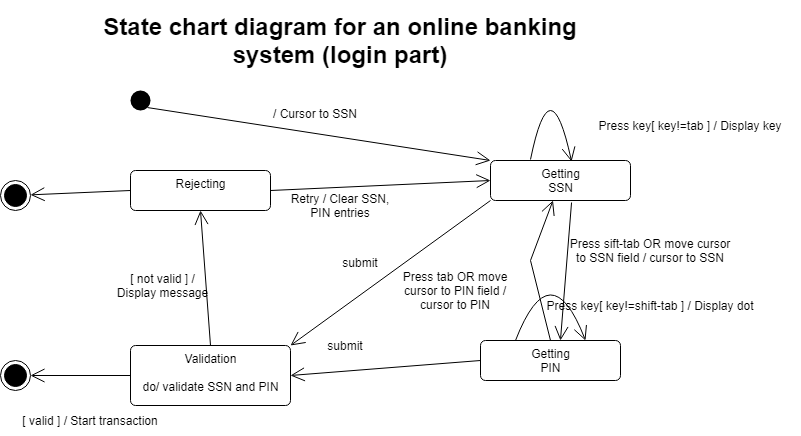 State chart diagram for an online banking
system (login part)
/ Cursor to SSN
Press key[ key!=tab ] / Display key
Getting
SSN
Rejecting
Retry / Clear SSN,
PIN entries
Press sift-tab OR move cursor
to SSN field / cursor to SSN
submit
Press tab OR move
cursor to PIN field /
cursor to PIN
[ not valid ] /
Display message
Press key[ key!=shift-tab ] / Display dot
submit
Getting
PIN
Validation
do/ validate SSN and PIN
[ valid ] / Start transaction